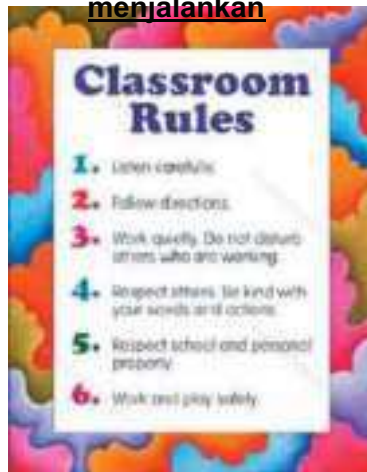 menjalankan
Classroom
Rules
1. Listen carefully.
2. Follow directions.
3. Work quietly. Do not disturb
others who are working.
4. Respect others. Be kind with
your words and actions.
5. Respect school and personal
property.
6. Work and play safely.